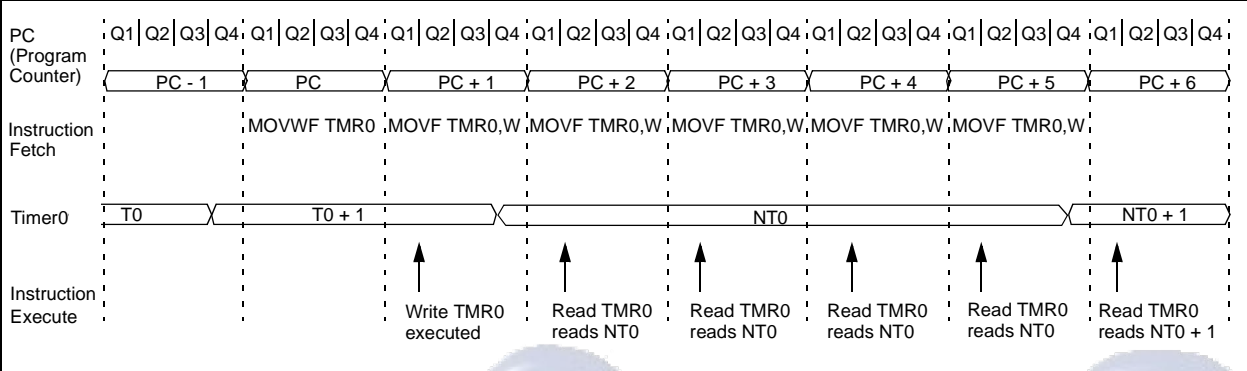 PC
(Program
Counter)
Q1 Q2 Q3 Q4 Q1 Q2 Q3 Q4 Q1 Q2 Q3 Q4 Q1 Q2 Q3 Q4 Q1 Q2 Q3 Q4 Q1 Q2 Q3 Q4 Q1 Q2 Q3 Q4 Q1 Q2 Q3 Q4
PC - 1 PC PC + 1 PC + 2 PC + 3 PC + 4 PC + 5 PC + 6
Instruction
Fetch
MOVWF TMR0 MOVF TMR0,W MOVF TMR0,W MOVF TMR0,W MOVF TMR0,W MOVF TMR0,W
Timer0
T0 T0 + 1 NT0 NT0 + 1
Instruction
Execute
Write TMR0
executed
Read TMR0
reads NT0
Read TMR0
reads NT0
Read TMR0
reads NT0
Read TMR0
reads NT0
Read TMR0
reads NT0 + 1